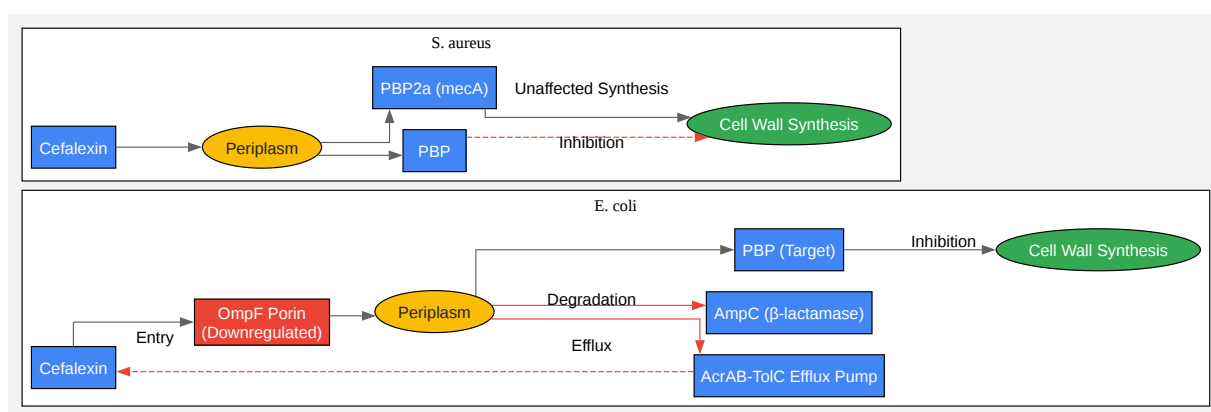 S. aureus
PBP2a (mecA)
Unaffected Synthesis
Cell Wall Synthesis
Cefalexin
Periplasm
PBP
Inhibition
E. coli
PBP (Target)
Inhibition
Cell Wall Synthesis
Degradation
OmpF Porin
(Downregulated)
Periplasm
AmpC (β-lactamase)
Entry
Efflux
Cefalexin
AcrAB-TolC Efflux Pump